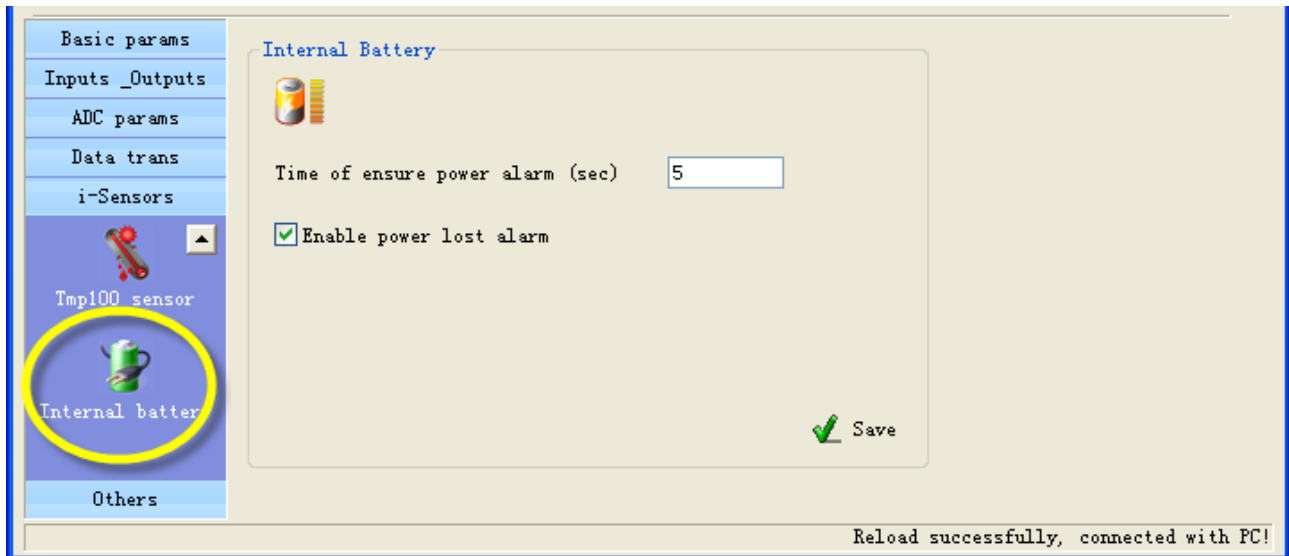 Basic params
Inputs _Outputs
ADC params
Data trans
i-Sensors
Tmp100 sensor
Internal batter
Others
Internal Battery
Time of ensure power alarm (sec) 5
Enable power lost alarm
Save
Reload successfully, connected with PC!